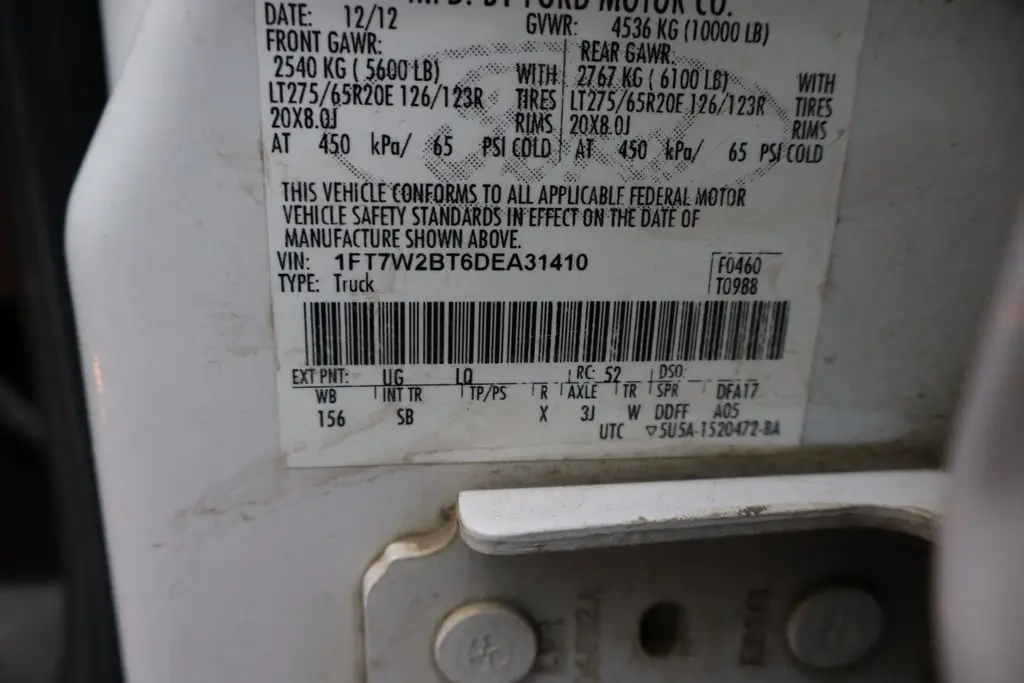 MFD. BY FORD MOTOR CO.
DATE: 12/12 GVWR: 4536 KG (10000 LB)
FRONT GAWR: REAR GAWR:
2540 KG ( 5600 LB) WITH 2767 KG ( 6100 LB) WITH
LT275/65R20E 126/123R TIRES LT275/65R20E 126/123R TIRES
20X8.0J RIMS 20X8.0J RIMS
AT 450 kPa/ 65 PSI COLD AT 450 kPa/ 65 PSI COLD
THIS VEHICLE CONFORMS TO ALL APPLICABLE FEDERAL MOTOR
VEHICLE SAFETY STANDARDS IN EFFECT ON THE DATE OF
MANUFACTURE SHOWN ABOVE.
VIN: 1FT7W2BT6DEA31410 F0460
TYPE: Truck T0988
EXT PNT: UG LQ RC: 52 DSO:
WB INT TR TP/PS R AXLE TR SPR DFA17
156 SB X 3J W DDFF A05
UTC ▽5U5A-1520472-BA